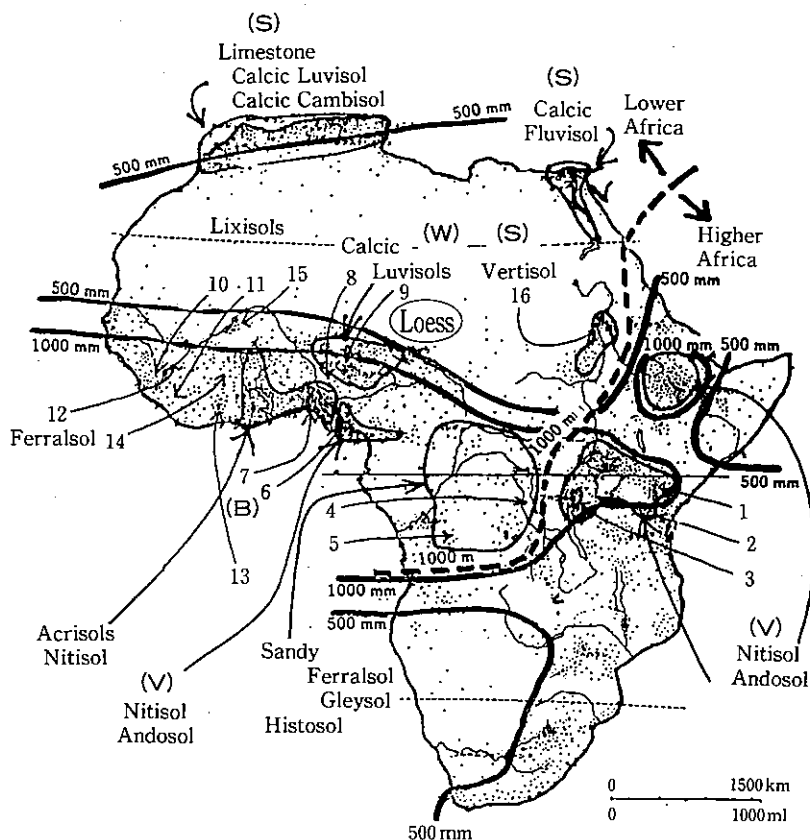 (S)
Limestone
Calcic Luvisol
Calcic Cambisol
500 mm
500 mm
(S)
Calcic
Fluvisol
Lower
Africa
Higher
Africa
Lixisols
Calcic
(W)
Luvisols
Loess
(S)
Vertisol
16
500 mm
1000 mm
500 mm
500 mm
1000 mm
10
11
15
8
9
12
Ferralsol
14
7
(B)
6
13
1000 m
4
5
1000 m
1000 mm
500 mm
500 mm
1
2
3
Acrisols
Nitisol
(V)
Nitisol
Andosol
Sandy
Ferralsol
Gleysol
Histosol
(V)
Nitisol
Andosol
0
1500 km
0
1000 ml
500 mm